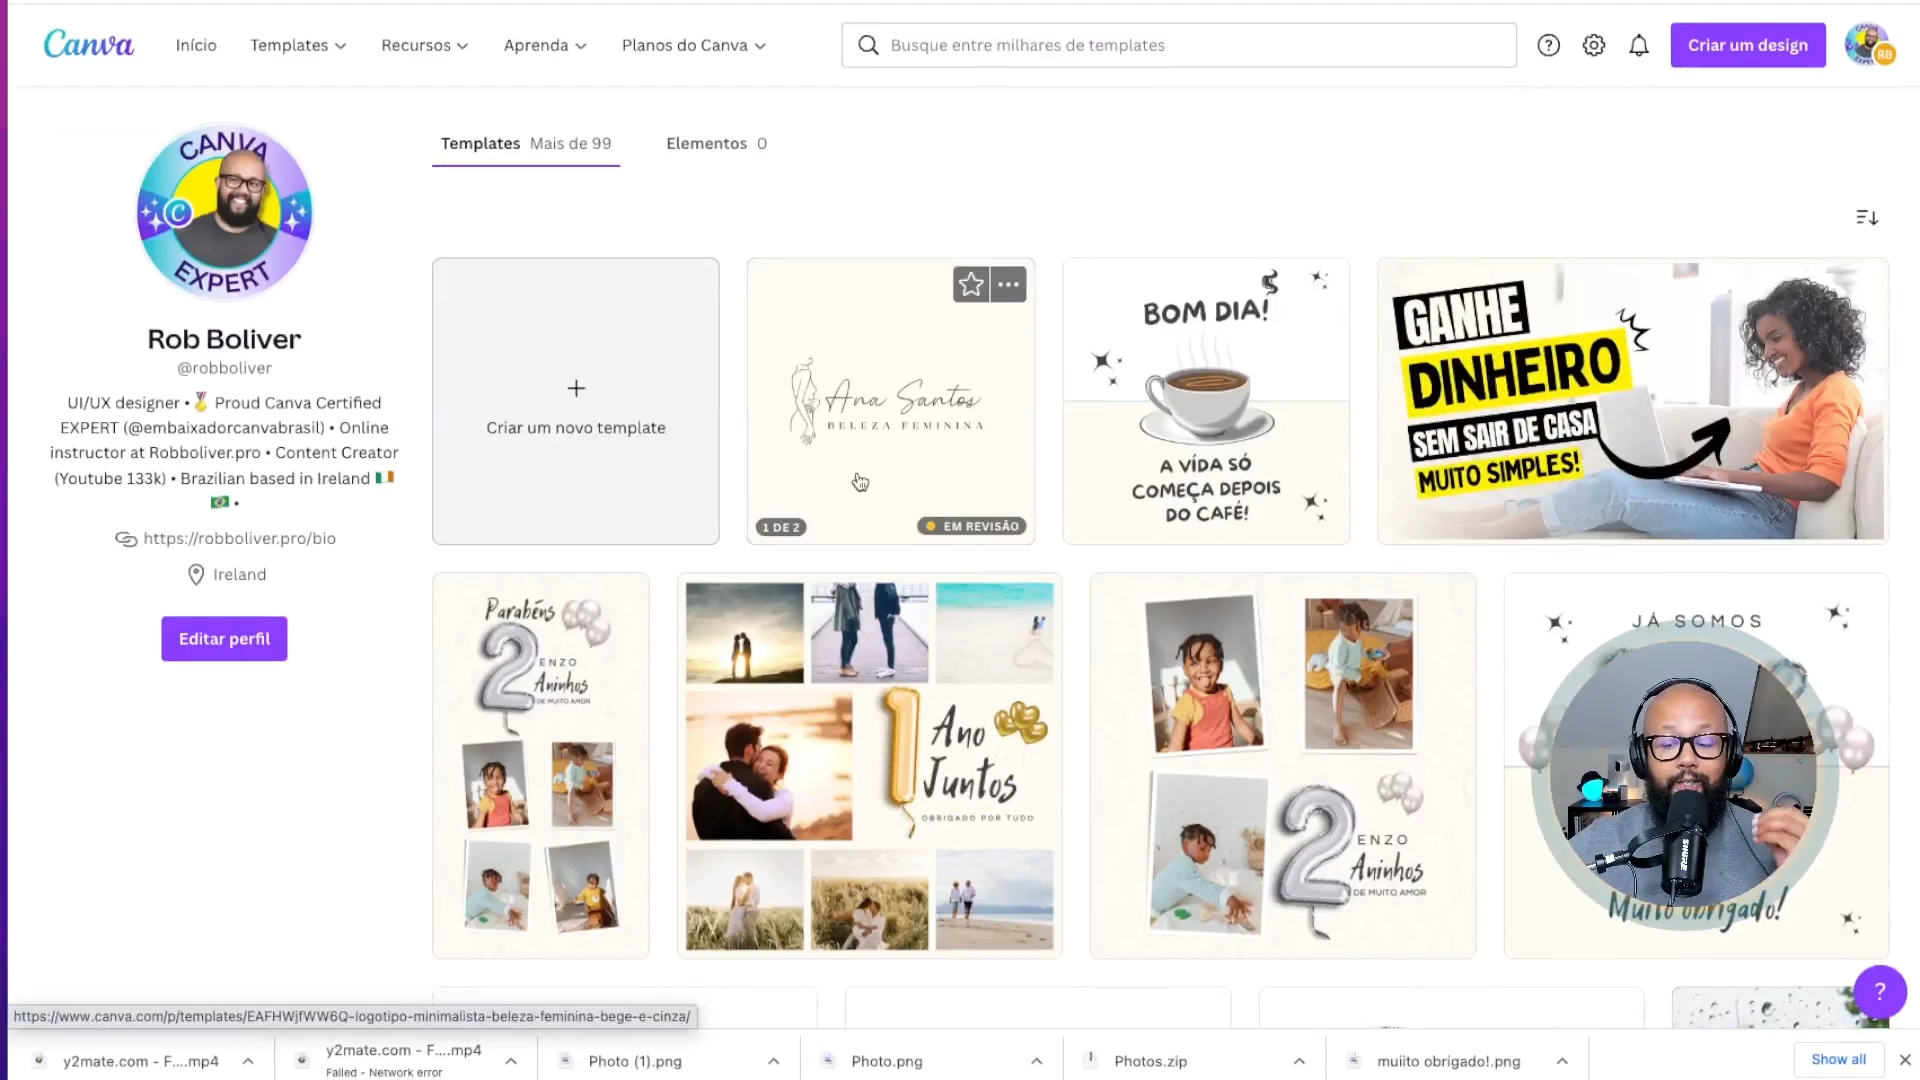 Canva
Início
Templates
Recursos
Aprenda
Planos do Canva
Busque entre milhares de templates
Criar um design
RB
CANVA
EXPERT
Rob Boliver
@robboliver
UI/UX designer •🏅 Proud Canva Certified
EXPERT (@embaixadorcanvabrasil) • Online
instructor at Robboliver.pro • Content Creator
(Youtube 133k) • Brazilian based in Ireland 🇮🇪
🇧🇷 •
https://robboliver.pro/bio
Ireland
Editar perfil
Templates Mais de 99
Elementos 0
Criar um novo template
Ana Santos
BELEZA FEMININA
1 DE 2
EM REVISÃO
BOM DIA!
A VÍDA SÓ
COMEÇA DEPOIS
DO CAFÉ!
GANHE
DINHEIRO
SEM SAIR DE CASA
MUITO SIMPLES!
Parabéns
2
ENZO
Aninhos
DE MUITO AMOR
1
Ano
Juntos
OBRIGADO POR TUDO
2
ENZO
Aninhos
DE MUITO AMOR
JÁ SOMOS
SHURE
Muito obrigado!
?
https://www.canva.com/p/templates/EAFHWjfWW6Q-logotipo-minimalista-beleza-feminina-bege-e-cinza/
y2mate.com - F....mp4
y2mate.com - F....mp4
Failed - Network error
Photo (1).png
Photo.png
Photos.zip
muiito obrigado!.png
Show all